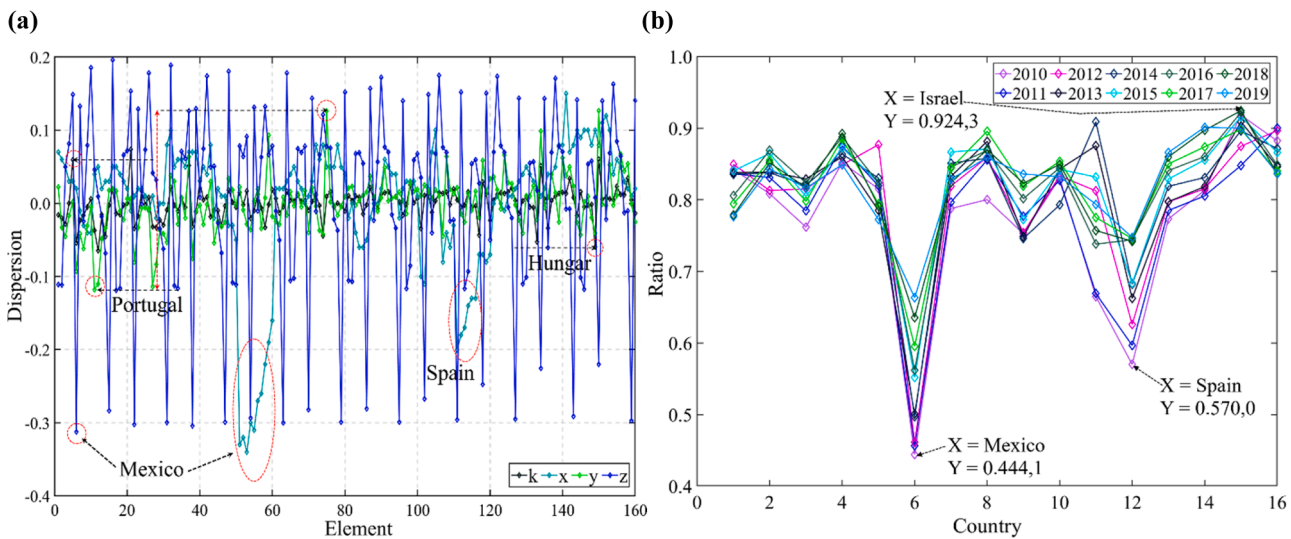 (a)
0.2
0.1
0.0
-0.1
-0.2
-0.3
-0.4
Dispersion
Portugal
Mexico
Spain
Hungar
k x y z
0 20 40 60 80 100 120 140 160
Element
(b)
1.0
0.9
0.8
0.7
0.6
0.5
0.4
Ratio
2010 2012 2014 2016 2018
2011 2013 2015 2017 2019
X = Israel
Y = 0.924,3
X = Spain
Y = 0.570,0
X = Mexico
Y = 0.444,1
0 2 4 6 8 10 12 14 16
Country